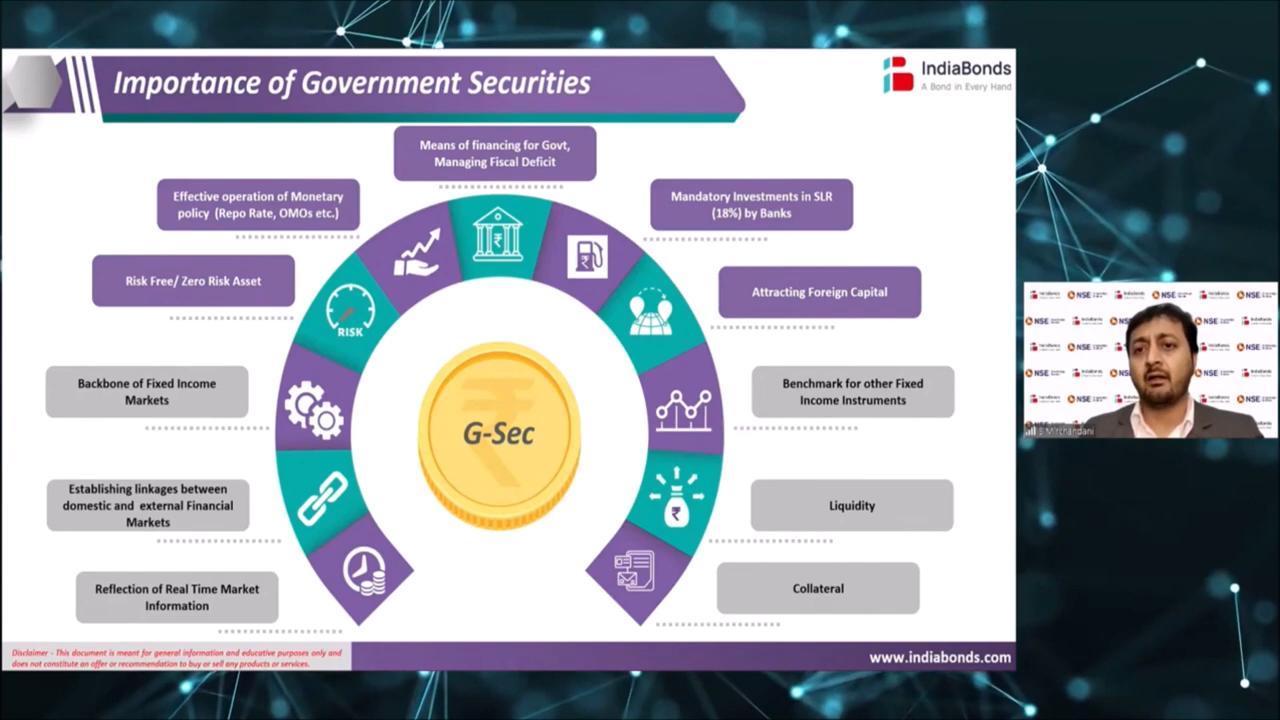 Importance of Government Securities
IndiaBonds
A Bond in Every Hand
Means of financing for Govt,
Managing Fiscal Deficit
Effective operation of Monetary
policy (Repo Rate, OMOs etc.)
Mandatory Investments in SLR
(18%) by Banks
Risk Free/ Zero Risk Asset
Attracting Foreign Capital
RISK
Backbone of Fixed Income
Markets
Benchmark for other Fixed
Income Instruments
G-Sec
Establishing linkages between
domestic and external Financial
Markets
Liquidity
Reflection of Real Time Market
Information
Collateral
Disclaimer - This document is meant for general information and educative purposes only and
does not constitute an offer or recommendation to buy or sell any products or services.
www.indiabonds.com
IndiaBonds
NSE